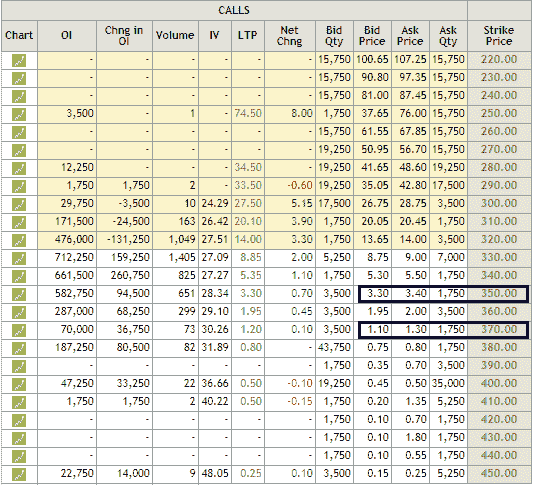 CALLS
Chart OI Chng in OI Volume IV LTP Net Chng Bid Qty Bid Price Ask Price Ask Qty Strike Price
- - - - - - 15,750 100.65 107.25 15,750 220.00
- - - - - - 15,750 90.80 97.35 15,750 230.00
- - - - - - 15,750 81.00 87.45 15,750 240.00
3,500 - 1 - 74.50 8.00 1,750 37.65 76.00 15,750 250.00
- - - - - - 15,750 61.55 67.85 15,750 260.00
- - - - - - 19,250 50.95 56.70 15,750 270.00
12,250 - - - 34.50 - 19,250 41.65 48.60 19,250 280.00
1,750 1,750 2 - 33.50 -0.60 19,250 35.05 42.80 17,500 290.00
29,750 -3,500 10 24.29 27.50 5.15 17,500 26.75 28.75 3,500 300.00
171,500 -24,500 163 26.42 20.10 3.90 1,750 20.05 20.45 1,750 310.00
476,000 -131,250 1,049 27.51 14.00 3.30 1,750 13.65 14.00 3,500 320.00
712,250 159,250 1,405 27.09 8.85 2.00 5,250 8.75 9.00 7,000 330.00
661,500 260,750 825 27.27 5.35 1.10 1,750 5.30 5.50 1,750 340.00
582,750 94,500 651 28.34 3.30 0.70 3,500 3.30 3.40 1,750 350.00
287,000 68,250 299 29.10 1.95 0.45 3,500 1.95 2.00 3,500 360.00
70,000 36,750 73 30.26 1.20 0.10 3,500 1.10 1.30 1,750 370.00
187,250 80,500 82 31.89 0.80 - 43,750 0.75 0.80 1,750 380.00
- - - - - - 1,750 0.35 0.70 3,500 390.00
47,250 33,250 22 36.66 0.50 -0.10 19,250 0.45 0.50 35,000 400.00
1,750 1,750 2 40.22 0.50 -0.15 1,750 0.20 1.35 5,250 410.00
- - - - - - 1,750 0.10 0.70 1,750 420.00
- - - - - - 1,750 0.10 1.80 1,750 430.00
- - - - - - 1,750 0.10 0.55 1,750 440.00
22,750 14,000 9 48.05 0.25 0.10 3,500 0.15 0.25 5,250 450.00